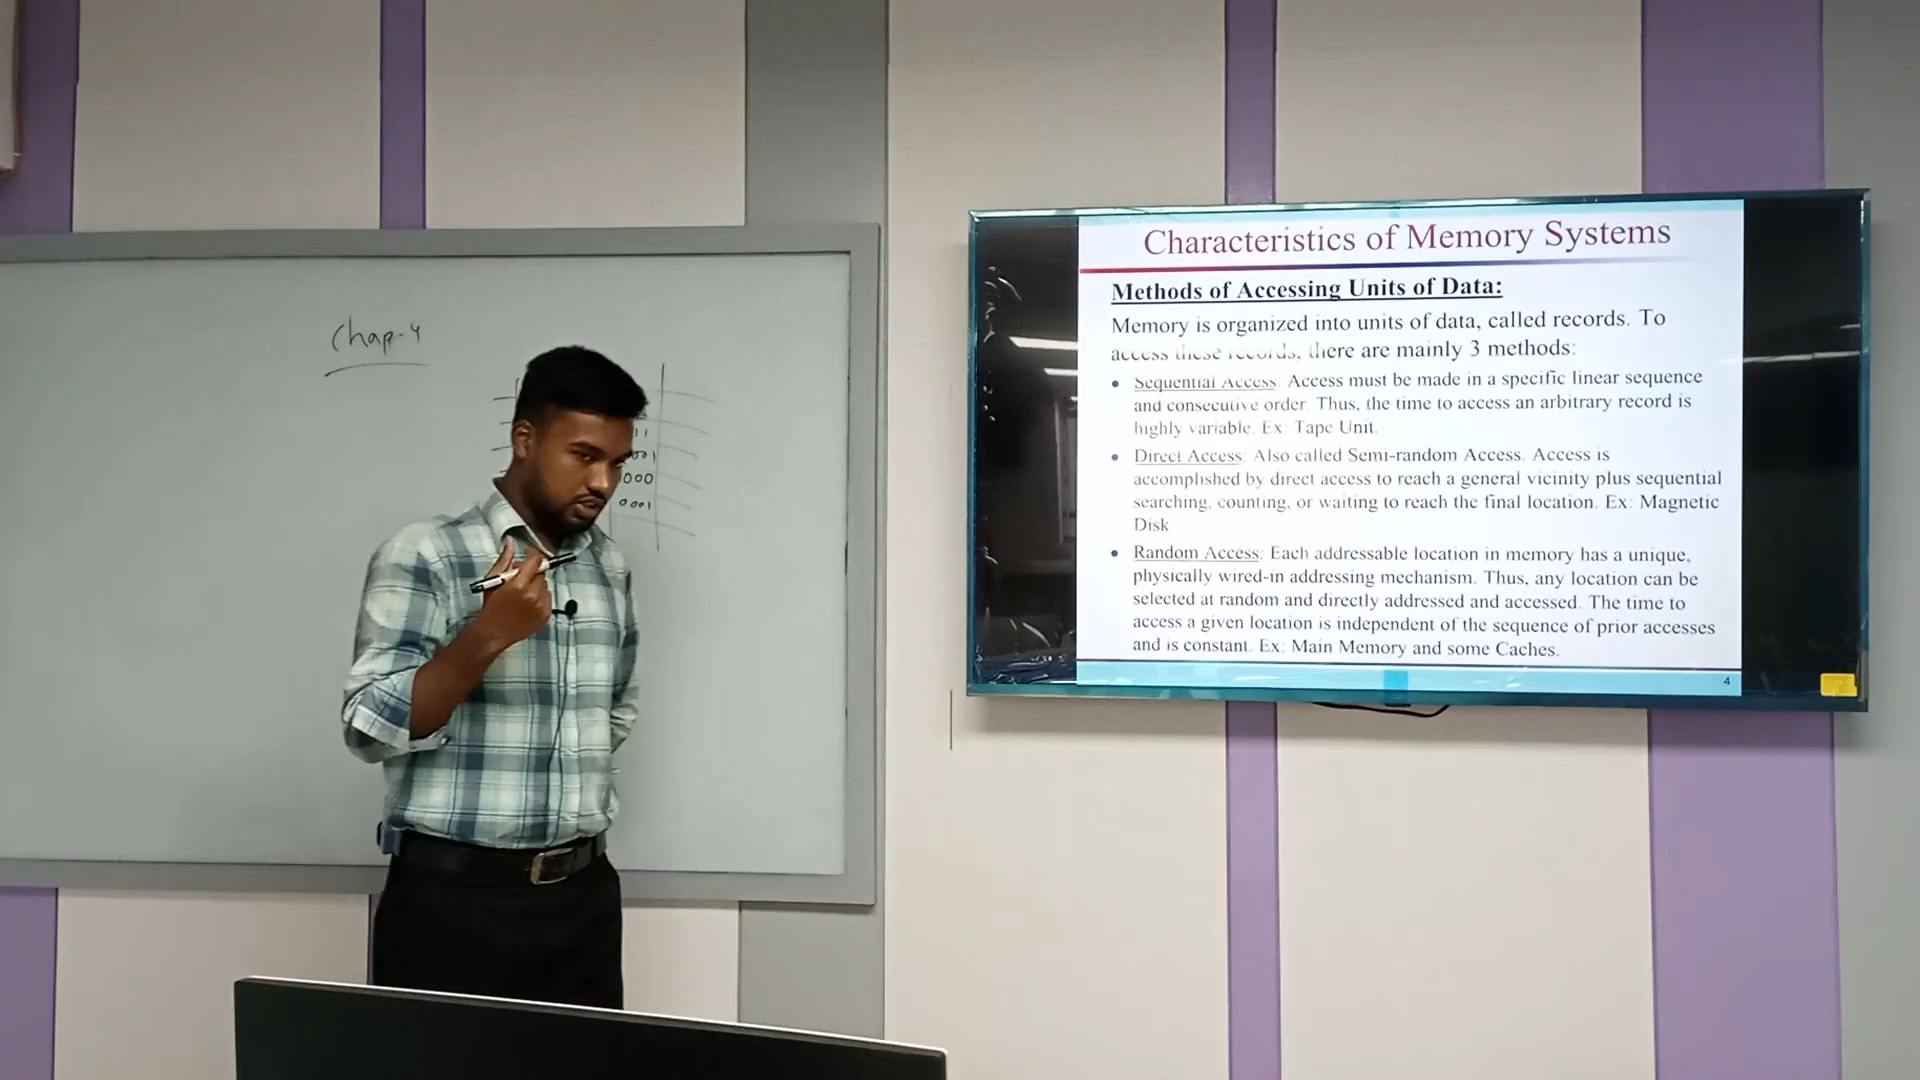 Chap-4
11
001
000
0001
Characteristics of Memory Systems
Methods of Accessing Units of Data:
Memory is organized into units of data, called records. To
access these records, there are mainly 3 methods:
• Sequential Access: Access must be made in a specific linear sequence
and consecutive order. Thus, the time to access an arbitrary record is
highly variable. Ex: Tape Unit.
• Direct Access: Also called Semi-random Access. Access is
accomplished by direct access to reach a general vicinity plus sequential
searching, counting, or waiting to reach the final location. Ex: Magnetic
Disk
• Random Access: Each addressable location in memory has a unique,
physically wired-in addressing mechanism. Thus, any location can be
selected at random and directly addressed and accessed. The time to
access a given location is independent of the sequence of prior accesses
and is constant. Ex: Main Memory and some Caches.
4